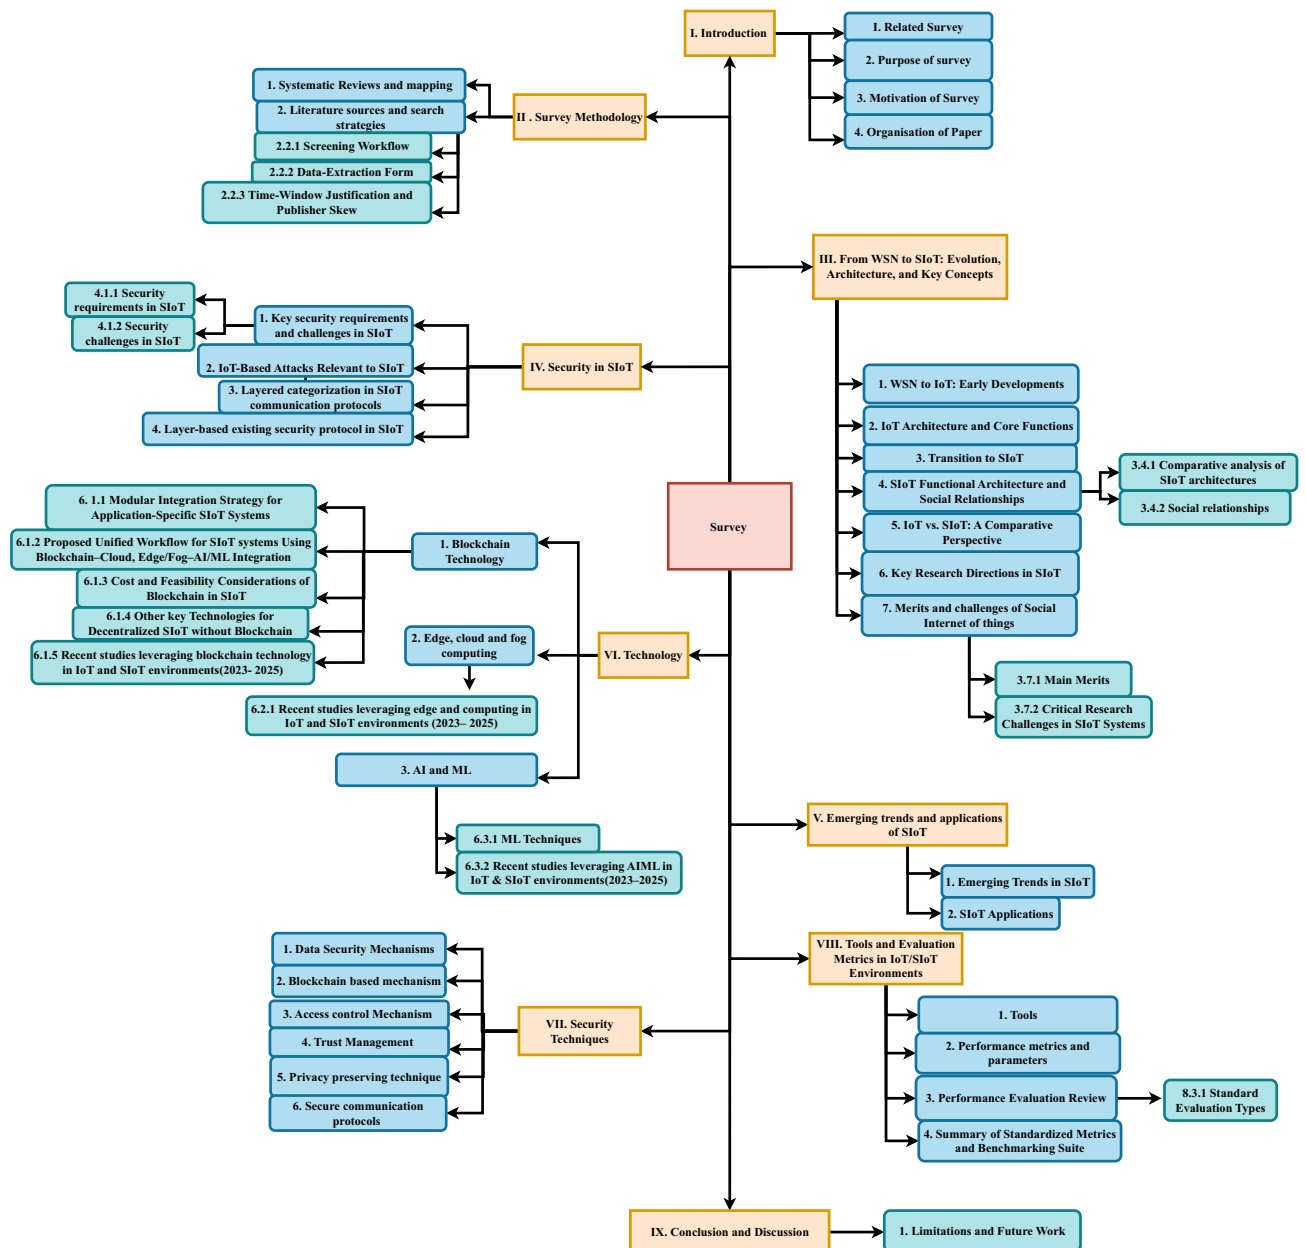 I. Introduction
I. Related Survey
2. Purpose of survey
3. Motivation of Survey
4. Organisation of Paper
II . Survey Methodology
1. Systematic Reviews and mapping
2. Literature sources and search
strategies
2.2.1 Screening Workflow
2.2.2 Data-Extraction Form
2.2.3 Time-Window Justification and
Publisher Skew
III. From WSN to SIoT: Evolution,
Architecture, and Key Concepts
1. WSN to IoT: Early Developments
2. IoT Architecture and Core Functions
3. Transition to SIoT
4. SIoT Functional Architecture and
Social Relationships
3.4.1 Comparative analysis of
SIoT architectures
3.4.2 Social relationships
5. IoT vs. SIoT: A Comparative
Perspective
6. Key Research Directions in SIoT
7. Merits and challenges of Social
Internet of things
3.7.1 Main Merits
3.7.2 Critical Research
Challenges in SIoT Systems
IV. Security in SIoT
1. Key security requirements
and challenges in SIoT
4.1.1 Security
requirements in SIoT
4.1.2 Security
challenges in SIoT
2. IoT-Based Attacks Relevant to SIoT
3. Layered categorization in SIoT
communication protocols
4. Layer-based existing security protocol in SIoT
Survey
V. Emerging trends and applications
of SIoT
1. Emerging Trends in SIoT
2. SIoT Applications
VI. Technology
1. Blockchain
Technology
6. 1.1 Modular Integration Strategy for
Application-Specific SIoT Systems
6.1.2 Proposed Unified Workflow for SIoT systems Using
Blockchain–Cloud, Edge/Fog–AI/ML Integration
6.1.3 Cost and Feasibility Considerations of
Blockchain in SIoT
6.1.4 Other key Technologies for
Decentralized SIoT without Blockchain
6.1.5 Recent studies leveraging blockchain technology
in IoT and SIoT environments(2023- 2025)
2. Edge, cloud and fog
computing
6.2.1 Recent studies leveraging edge and computing in
IoT and SIoT environments (2023– 2025)
3. AI and ML
6.3.1 ML Techniques
6.3.2 Recent studies leveraging AIML in
IoT & SIoT environments(2023–2025)
VII. Security
Techniques
1. Data Security Mechanisms
2. Blockchain based mechanism
3. Access control Mechanism
4. Trust Management
5. Privacy preserving technique
6. Secure communication
protocols
VIII. Tools and Evaluation
Metrics in IoT/SIoT
Environments
1. Tools
2. Performance metrics and
parameters
3. Performance Evaluation Review
8.3.1 Standard
Evaluation Types
4. Summary of Standardized Metrics
and Benchmarking Suite
IX. Conclusion and Discussion
1. Limitations and Future Work